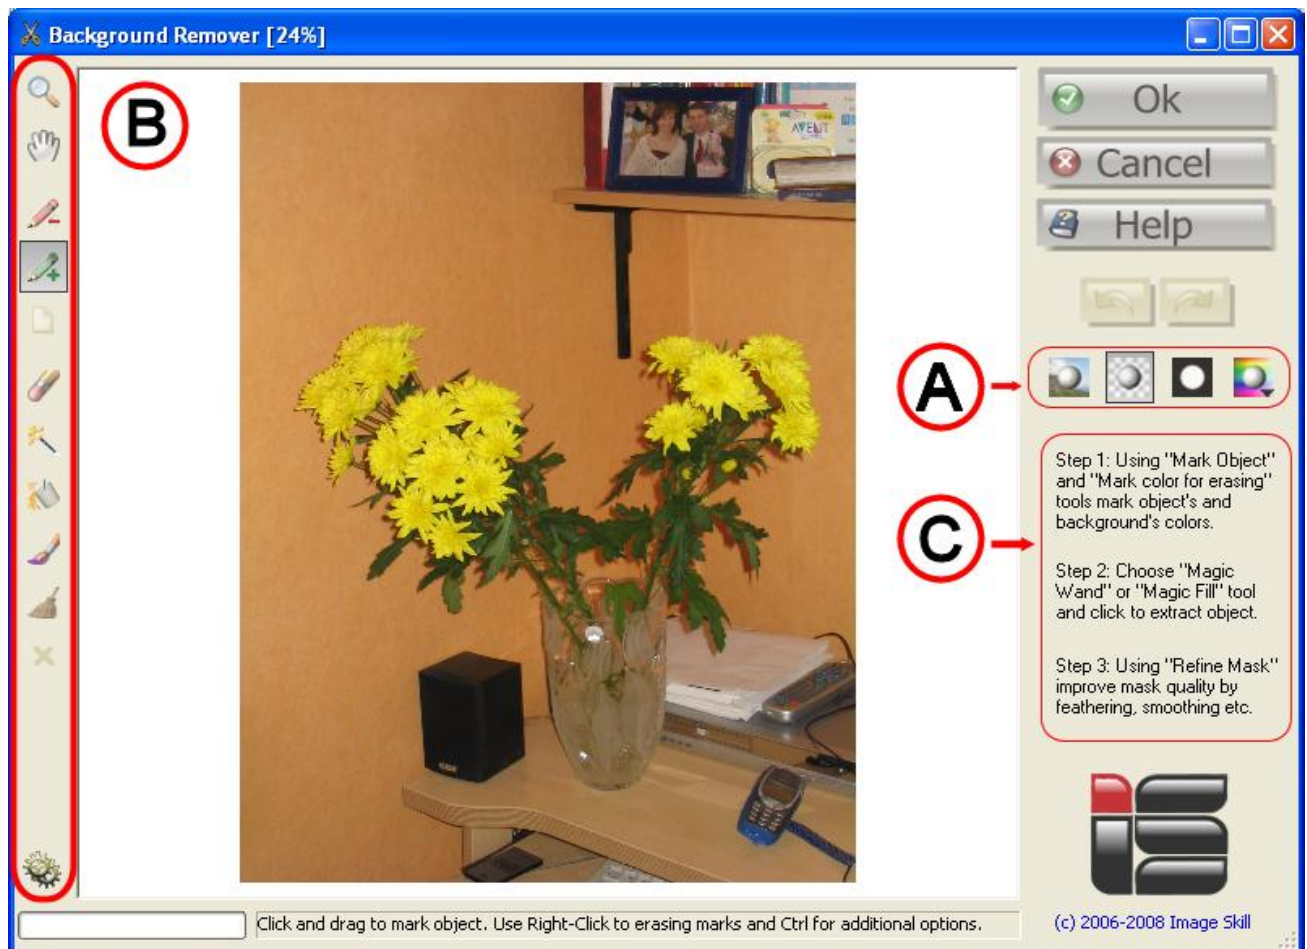 Background Remover [24%]
B
AVENT
Ok
Cancel
Help
A
Step 1: Using "Mark Object"
and "Mark color for erasing"
tools mark object's and
background's colors.
C
Step 2: Choose "Magic
Wand" or "Magic Fill" tool
and click to extract object.
Step 3: Using "Refine Mask"
improve mask quality by
feathering, smoothing etc.
Click and drag to mark object. Use Right-Click to erasing marks and Ctrl for additional options.
(c) 2006-2008 Image Skill